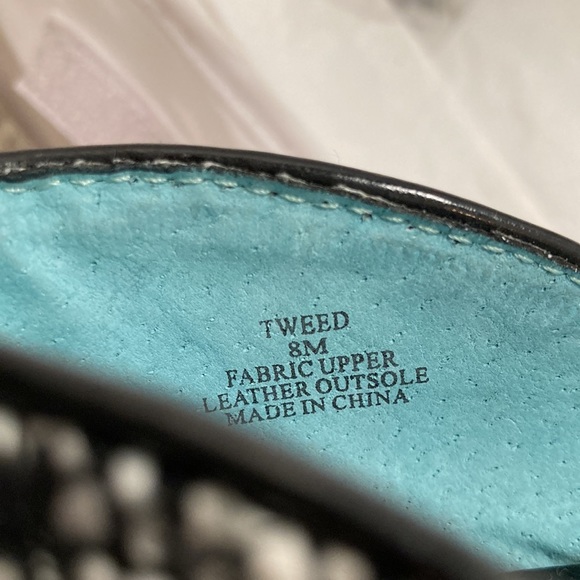 TWEED
8M
FABRIC UPPER
LEATHER OUTSOLE
MADE IN CHINA